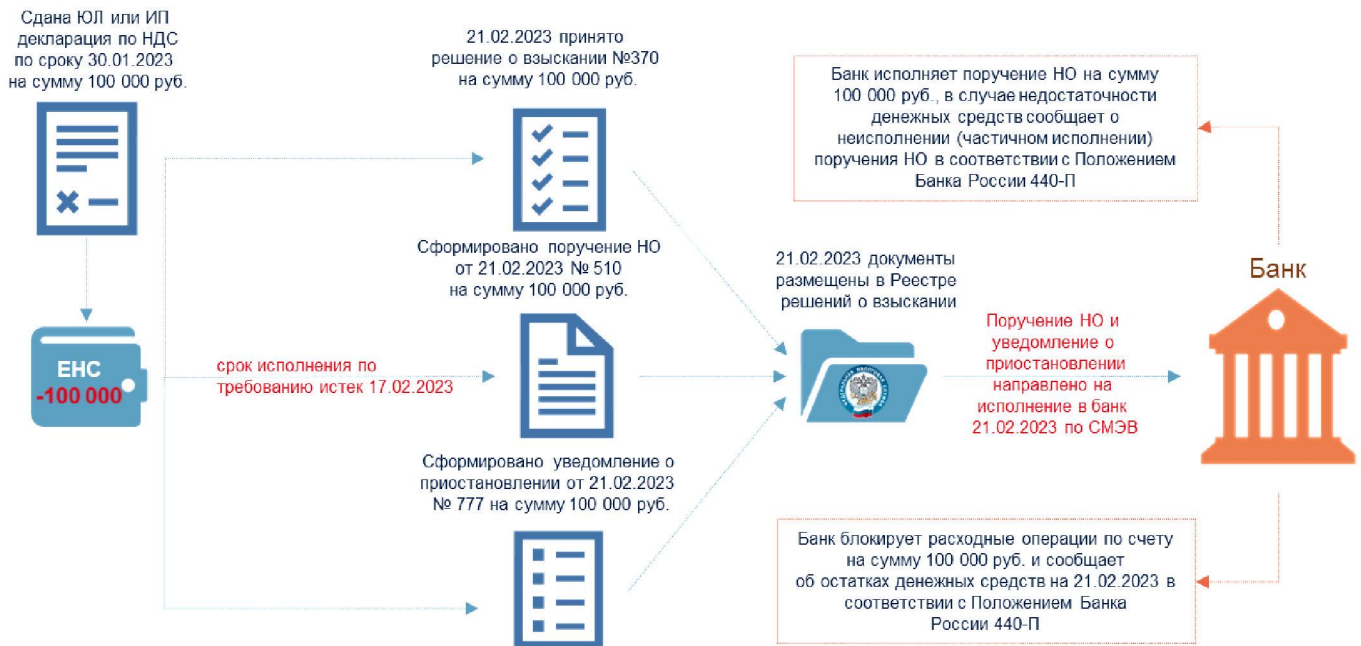 Сдана ЮЛ или ИП
декларация по НДС
по сроку 30.01.2023
на сумму 100 000 руб.
21.02.2023 принято
решение о взыскании №370
на сумму 100 000 руб.
Банк исполняет поручение НО на сумму
100 000 руб., в случае недостаточности
денежных средств сообщает о
неисполнении (частичном исполнении)
поручения НО в соответствии с Положением
Банка России 440-П
Сформировано поручение НО
от 21.02.2023 № 510
на сумму 100 000 руб.
21.02.2023 документы
размещены в Реестре
решений о взыскании
Банк
ЕНС
-100 000
срок исполнения по
требованию истек 17.02.2023
Поручение НО и
уведомление о
приостановлении
направлено на
исполнение в банк
21.02.2023 по СМЭВ
Сформировано уведомление о
приостановлении от 21.02.2023
№ 777 на сумму 100 000 руб.
Банк блокирует расходные операции по счету
на сумму 100 000 руб. и сообщает
об остатках денежных средств на 21.02.2023 в
соответствии с Положением Банка
России 440-П